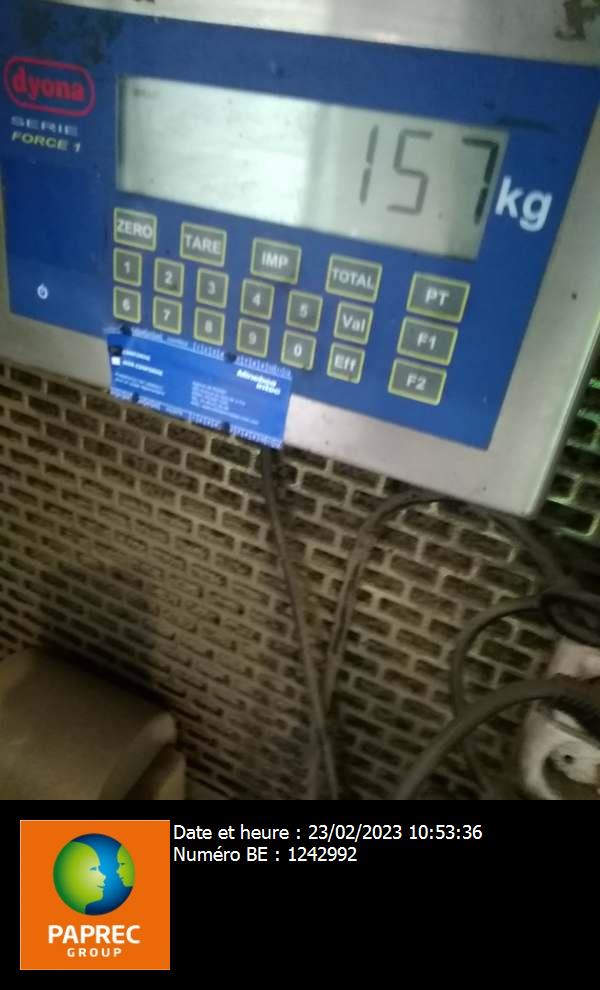 dyona
SERIE
FORCE 1
157 kg
ZERO TARE IMP TOTAL PT
1 2 3 4 5 Val F1
6 7 8 9 0 Eff F2
Minebea
Intec
Date et heure : 23/02/2023 10:53:36
Numéro BE : 1242992
PAPREC
GROUP